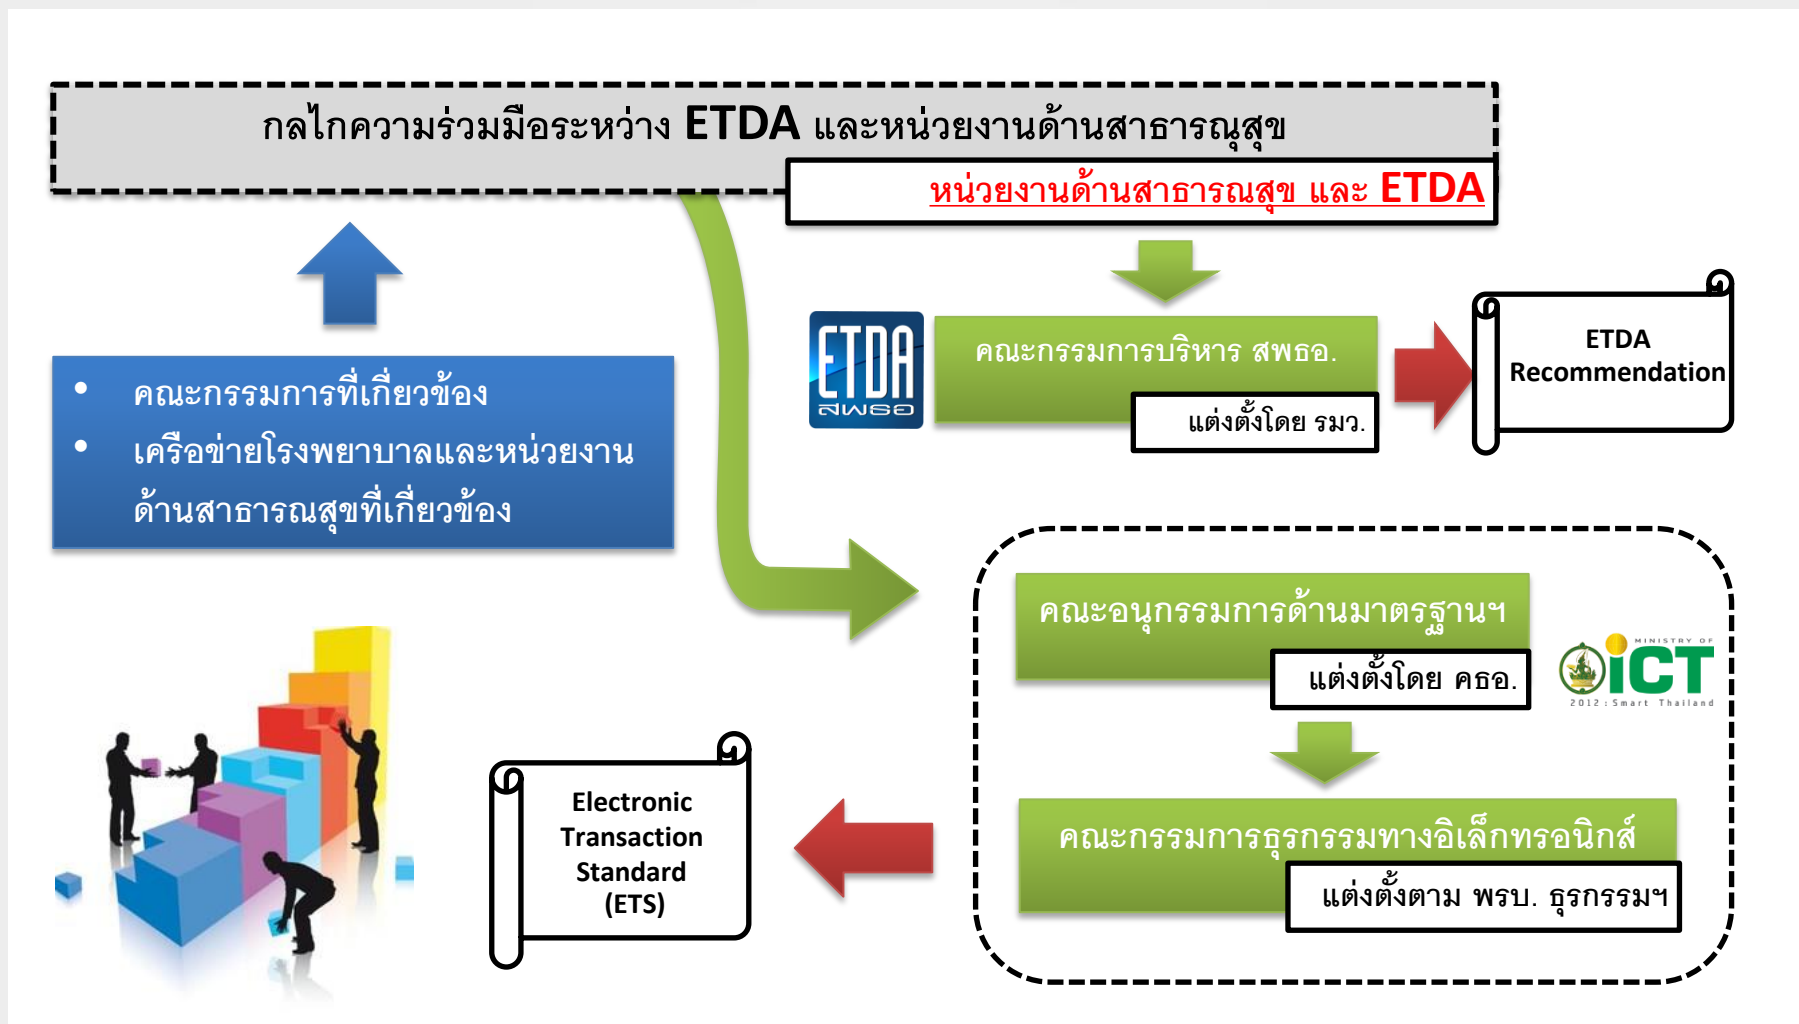 กลไกความร่วมมือระหว่าง ETDA และหน่วยงานด้านสาธารณุสุข
หน่วยงานด้านสาธารณสุข และ ETDA
• คณะกรรมการที่เกี่ยวข้อง
• เครือข่ายโรงพยาบาลและหน่วยงาน
ด้านสาธารณสุขที่เกี่ยวข้อง
ETDA
สพธอ
คณะกรรมการบริหาร สพธอ.
แต่งตั้งโดย รมว.
ETDA
Recommendation
คณะอนุกรรมการด้านมาตรฐานฯ
แต่งตั้งโดย คธอ.
MINISTRY OF
iCT
2012 : Smart Thailand
คณะกรรมการธุรกรรมทางอิเล็กทรอนิกส์
แต่งตั้งตาม พรบ. ธุรกรรมฯ
Electronic
Transaction
Standard
(ETS)